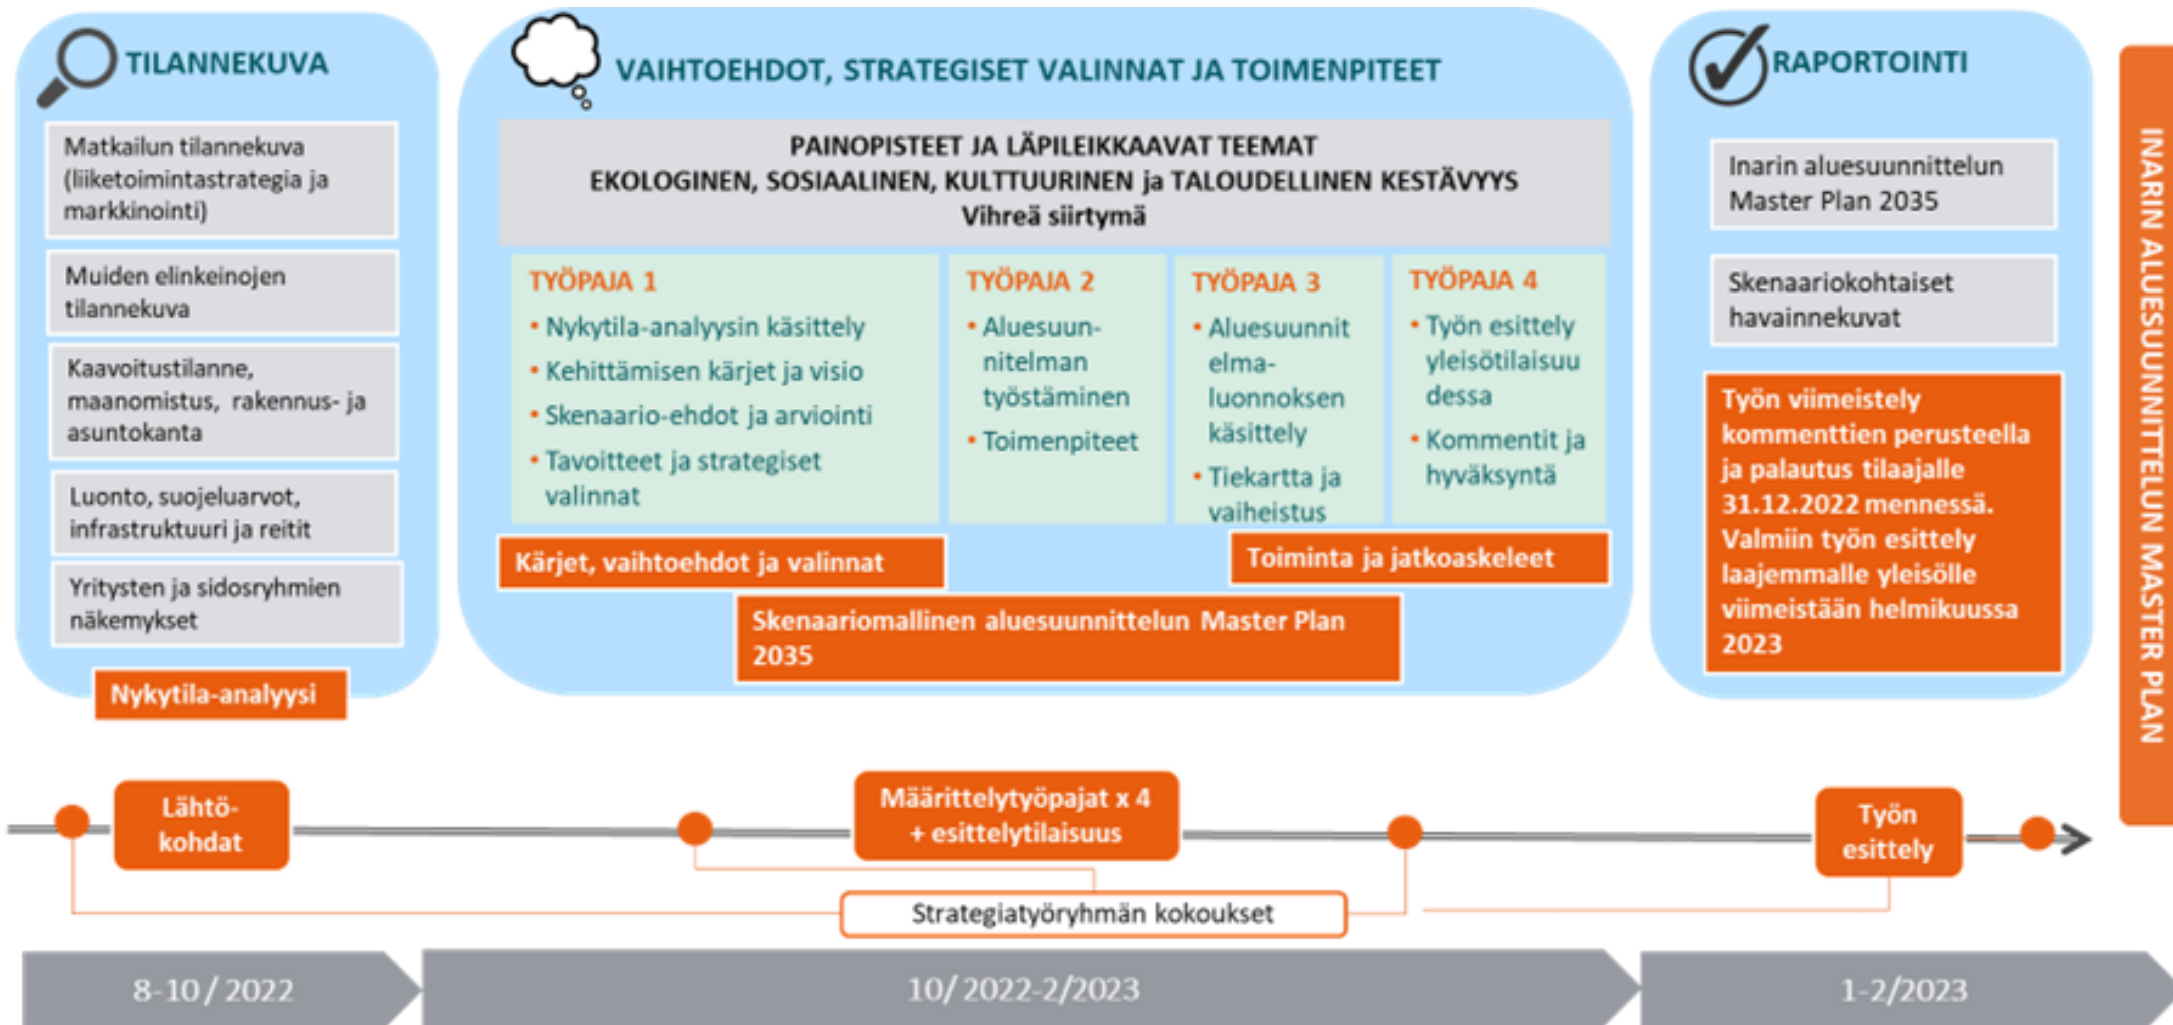 TILANNEKUVA
Matkailun tilannekuva
(liiketoimintastrategia ja
markkinointi)
Muiden elinkeinojen
tilannekuva
Kaavoitustilanne,
maanomistus, rakennus- ja
asuntokanta
Luonto, suojeluarvot,
infrastruktuuri ja reitit
Yritysten ja sidosryhmien
näkemykset
Nykytila-analyysi
VAIHTOEHDOT, STRATEGISET VALINNAT JA TOIMENPITEET
PAINOPISTEET JA LÄPILEIKKAAVAT TEEMAT
EKOLOGINEN, SOSIAALINEN, KULTTUURINEN ja TALOUDELLINEN KESTÄVYYS
Vihreä siirtymä
TYÖPAJA 1
• Nykytila-analyysin käsittely
• Kehittämisen kärjet ja visio
• Skenaario-ehdot ja arviointi
• Tavoitteet ja strategiset
valinnat
TYÖPAJA 2
• Aluesuun-
nitelman
työstäminen
• Toimenpiteet
TYÖPAJA 3
• Aluesuunnit
elma-
luonnoksen
käsittely
• Tiekartta ja
vaiheistus
TYÖPAJA 4
• Työn esittely
yleisötilaisuu
dessa
• Kommentit ja
hyväksyntä
Kärjet, vaihtoehdot ja valinnat
Toiminta ja jatkoaskeleet
Skenaariomallinen aluesuunnittelun Master Plan
2035
RAPORTOINTI
Inarin aluesuunnittelun
Master Plan 2035
Skenaariokohtaiset
havainnekuvat
Työn viimeistely
kommenttien perusteella
ja palautus tilaajalle
31.12.2022 mennessä.
Valmiin työn esittely
laajemmalle yleisölle
viimeistään helmikuussa
2023
INARIN ALUESUUNNITTELUN MASTER PLAN
Lähtö-
kohdat
Määrittelytyöpajat x 4
+ esittelytilaisuus
Työn
esittely
Strategiatyöryhmän kokoukset
8-10 / 2022
10/ 2022-2/2023
1-2/2023